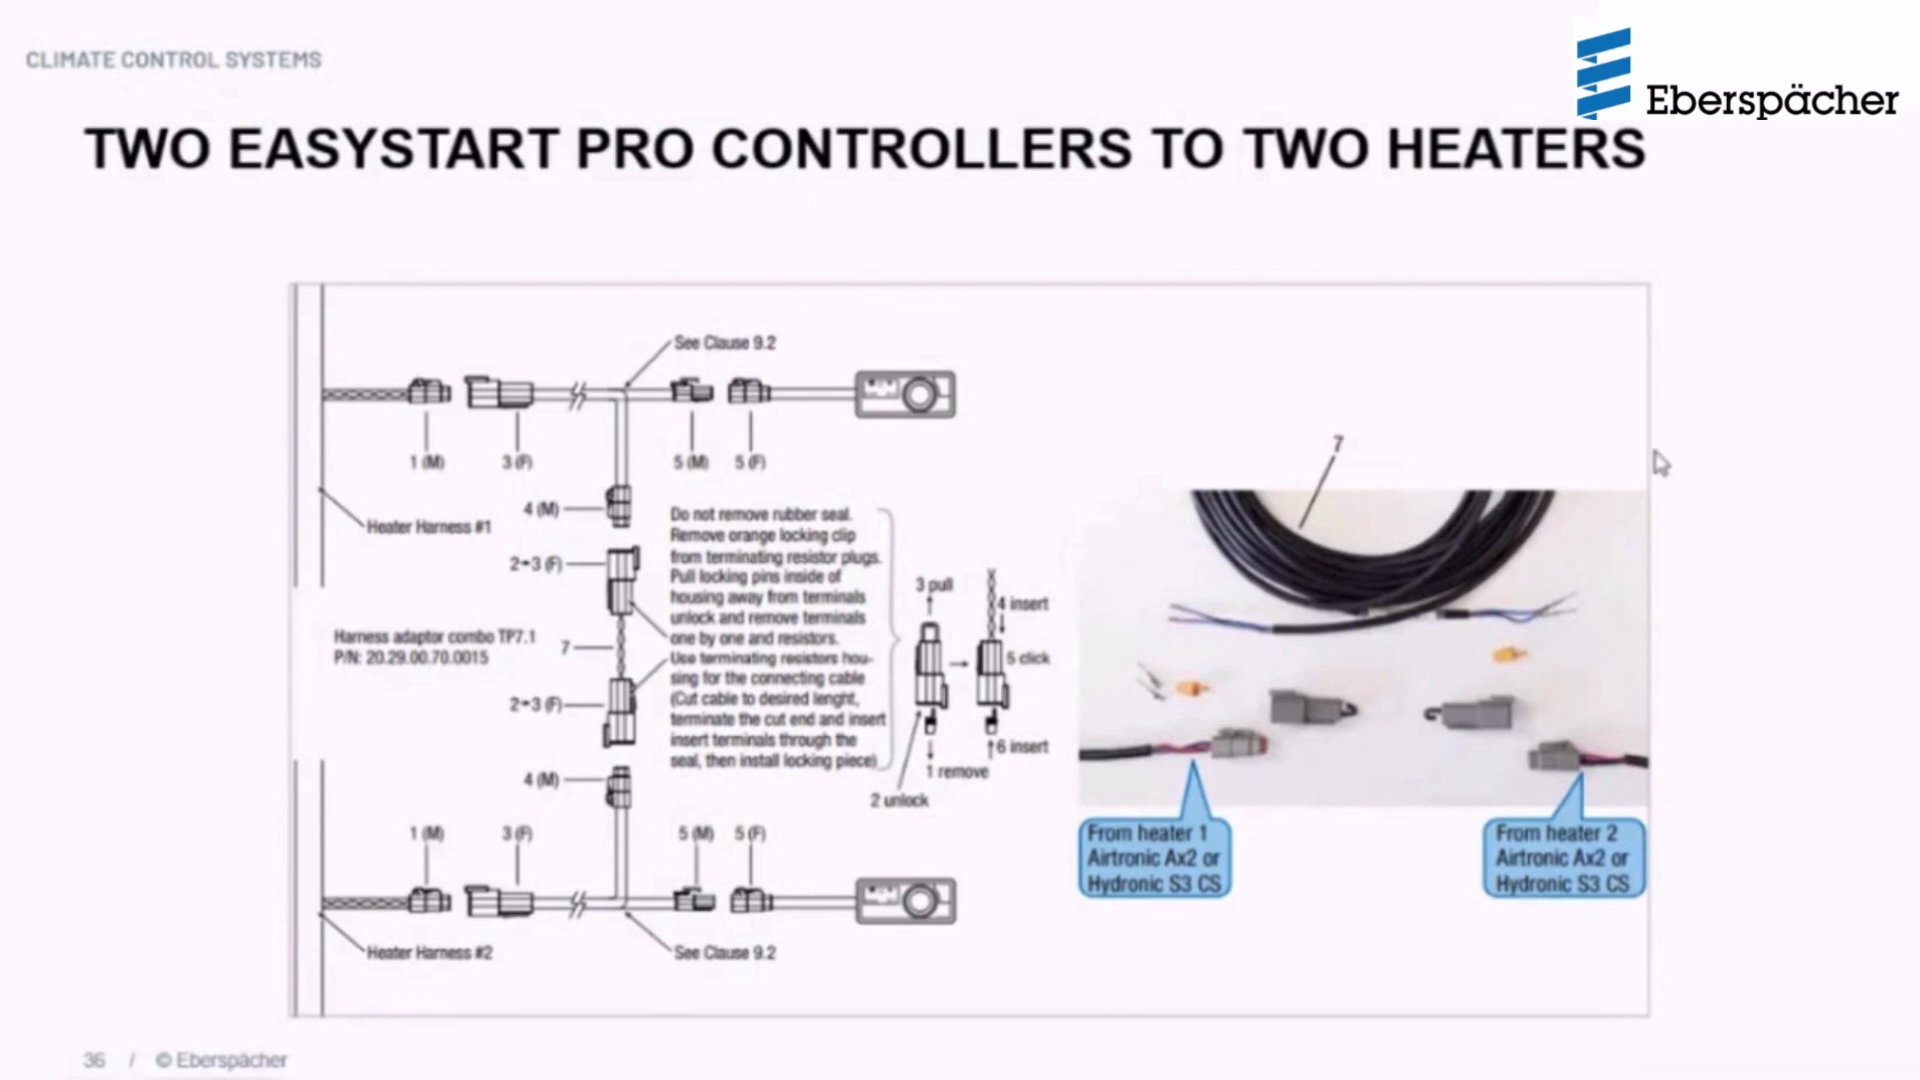 CLIMATE CONTROL SYSTEMS
Eberspächer
TWO EASYSTART PRO CONTROLLERS TO TWO HEATERS
See Clause 9.2
1 (M)
3 (F)
5 (M)
5 (F)
7
Heater Harness #1
4 (M)
2+3 (F)
Do not remove rubber seal.
Remove orange locking clip
from terminating resistor plugs.
Pull locking pins inside of
housing away from terminals
unlock and remove terminals
one by one and resistors.
Use terminating resistors hou-
sing for the connecting cable
(Cut cable to desired lenght,
terminate the cut end and insert
insert terminals through the
seal, then install locking piece)
3 pull
4 insert
5 click
6 insert
1 remove
2 unlock
Harness adaptor combo TP7.1
P/N: 20.29.00.70.0015
7
2+3 (F)
4 (M)
1 (M)
3 (F)
5 (M)
5 (F)
From heater 1
Airtronic Ax2 or
Hydronic S3 CS
From heater 2
Airtronic Ax2 or
Hydronic S3 CS
Heater Harness #2
See Clause 9.2
36 / © Eberspächer